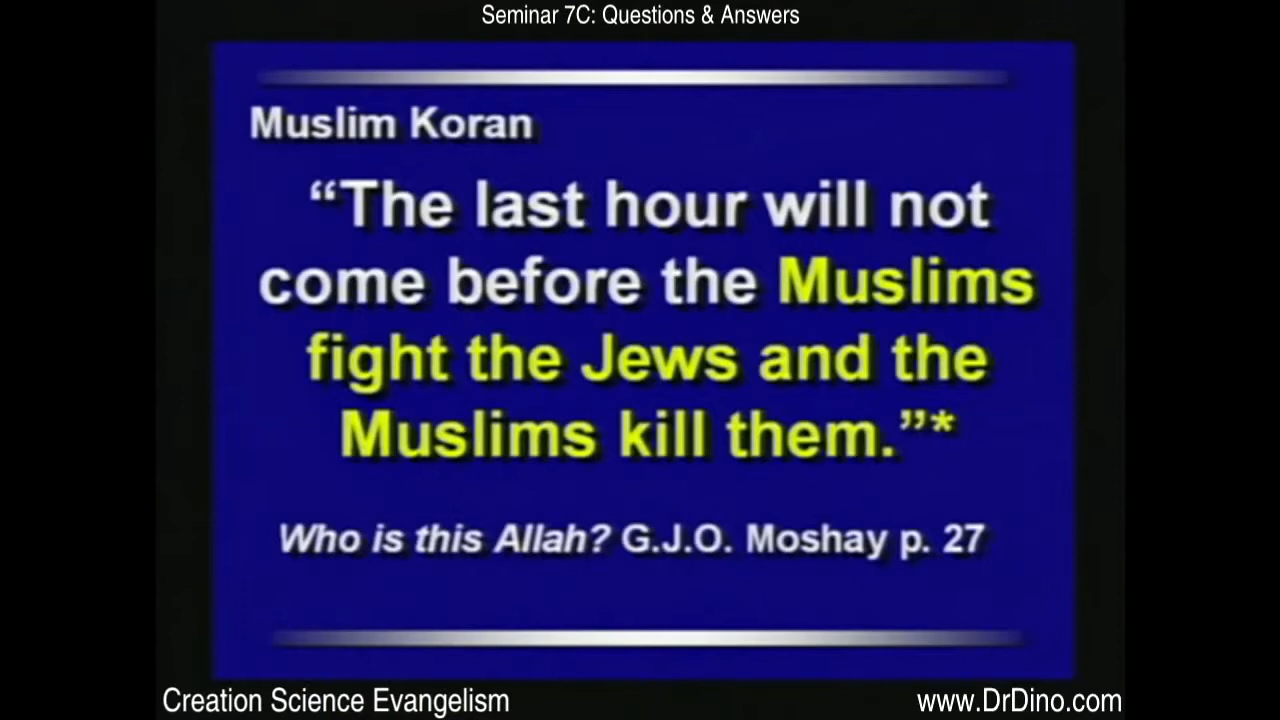 Seminar 7C: Questions & Answers
Muslim Koran
“The last hour will not
come before the Muslims
fight the Jews and the
Muslims kill them.”*
Who is this Allah? G.J.O. Moshay p. 27
Creation Science Evangelism
www.DrDino.com